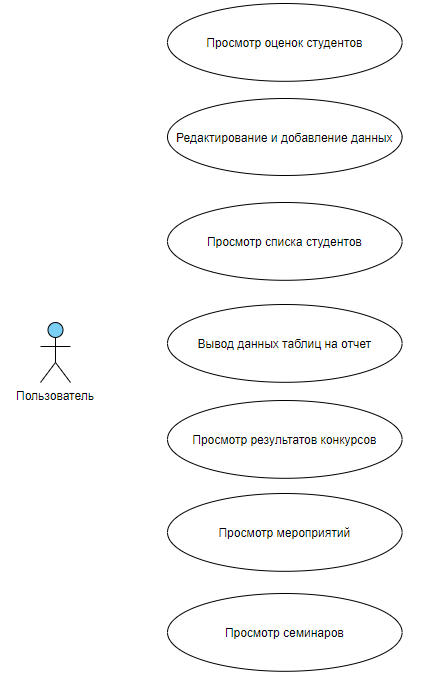 Просмотр оценок студентов
Редактирование и добавление данных
Просмотр списка студентов
Вывод данных таблиц на отчет
Пользователь
Просмотр результатов конкурсов
Просмотр мероприятий
Просмотр семинаров